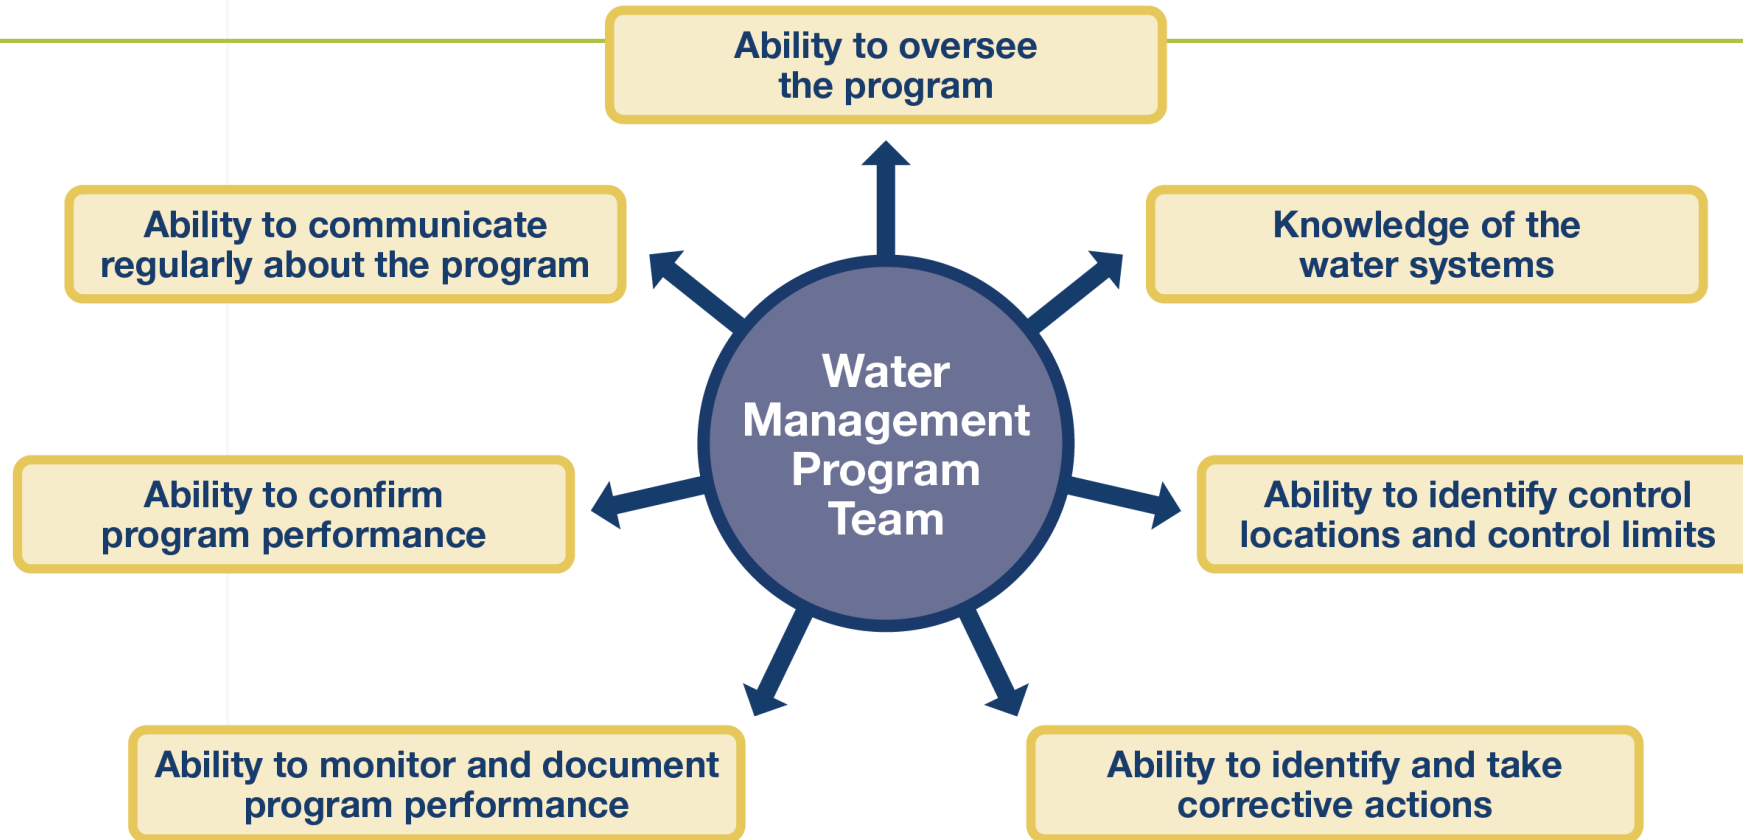 Ability to oversee
the program
Ability to communicate
regularly about the program
Knowledge of the
water systems
Water
Management
Program
Team
Ability to confirm
program performance
Ability to identify control
locations and control limits
Ability to monitor and document
program performance
Ability to identify and take
corrective actions